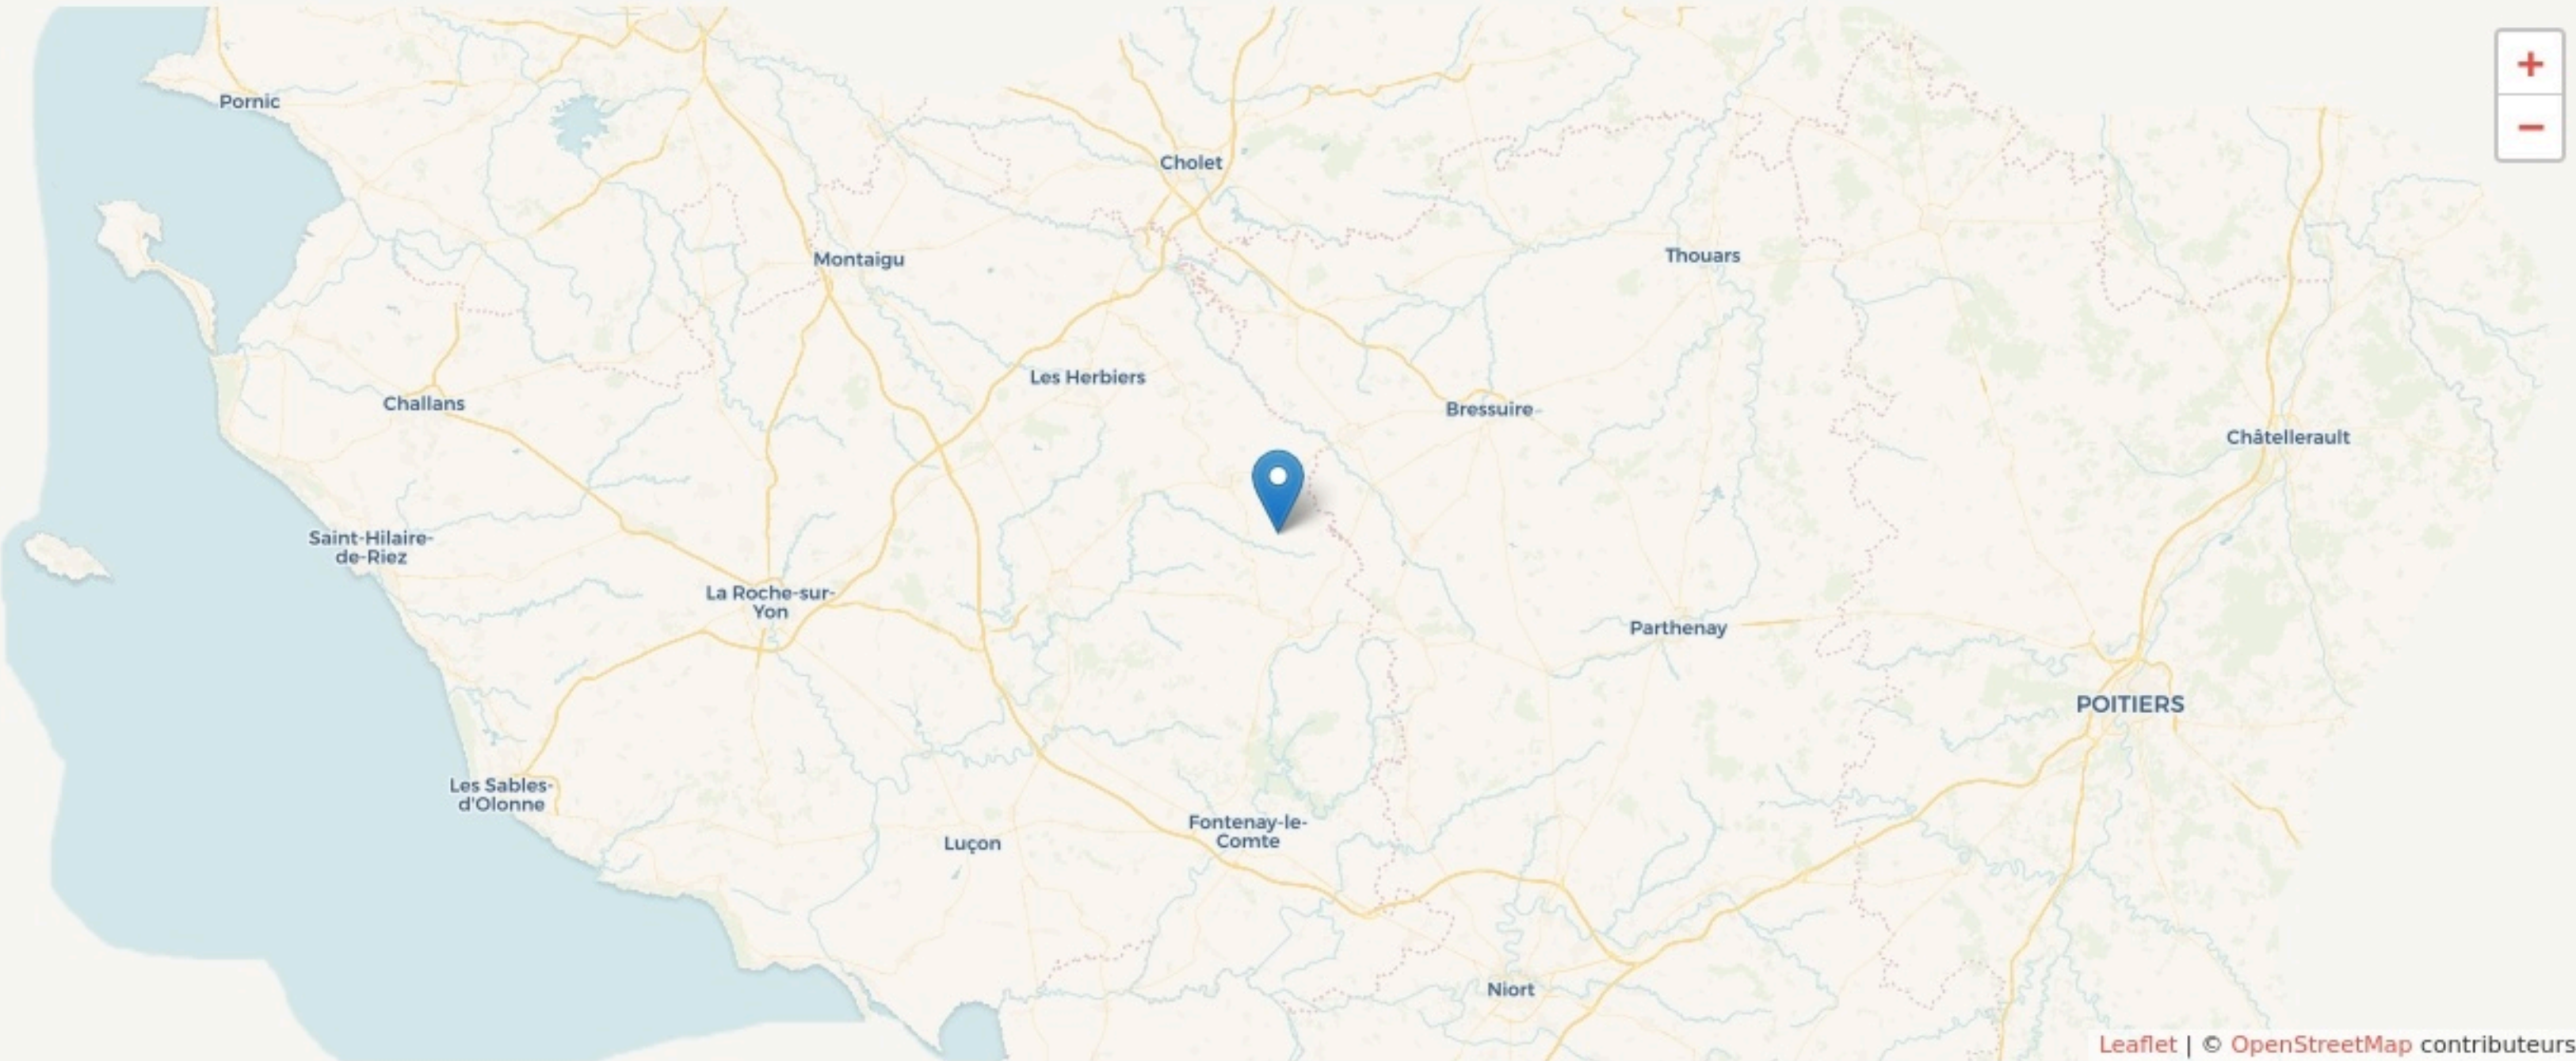 +
−
Pornic
Cholet
Montaigu
Thouars
Les Herbiers
Challans
Bressuire
Châtellerault
Saint-Hilaire-
de-Riez
La Roche-sur-
Yon
Parthenay
POITIERS
Les Sables-
d'Olonne
Luçon
Fontenay-le-
Comte
Niort
Leaflet | © OpenStreetMap contributeurs